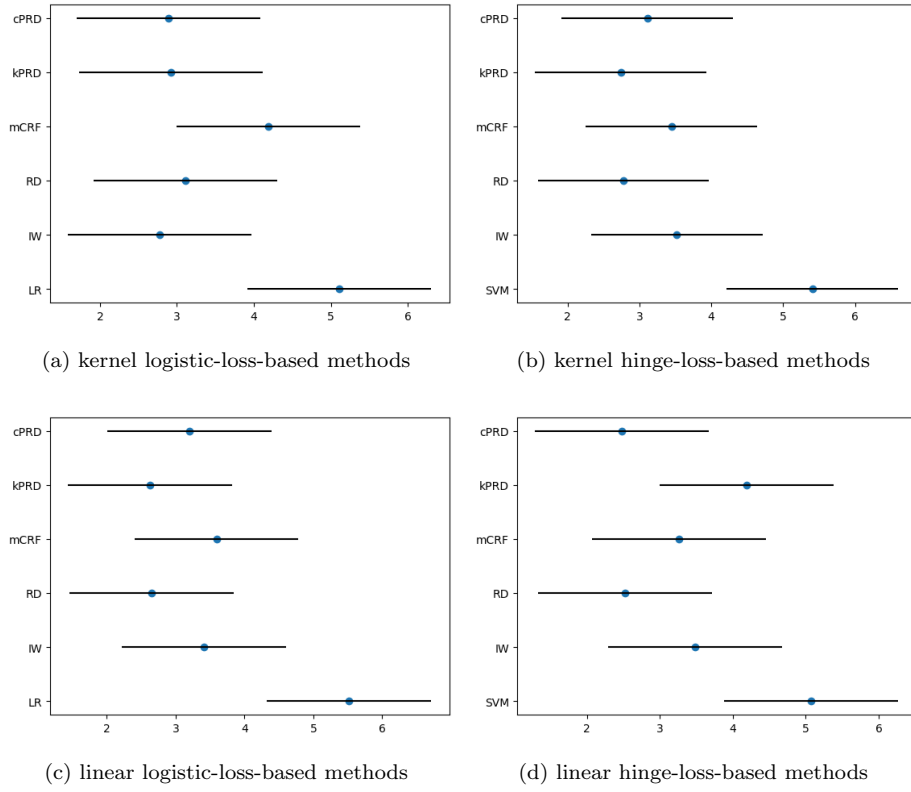 cPRD
kPRD
mCRF
RD
IW
LR
2 3 4 5 6
(a) kernel logistic-loss-based methods
cPRD
kPRD
mCRF
RD
IW
SVM
2 3 4 5 6
(b) kernel hinge-loss-based methods
cPRD
kPRD
mCRF
RD
IW
LR
2 3 4 5 6
(c) linear logistic-loss-based methods
cPRD
kPRD
mCRF
RD
IW
SVM
2 3 4 5 6
(d) linear hinge-loss-based methods